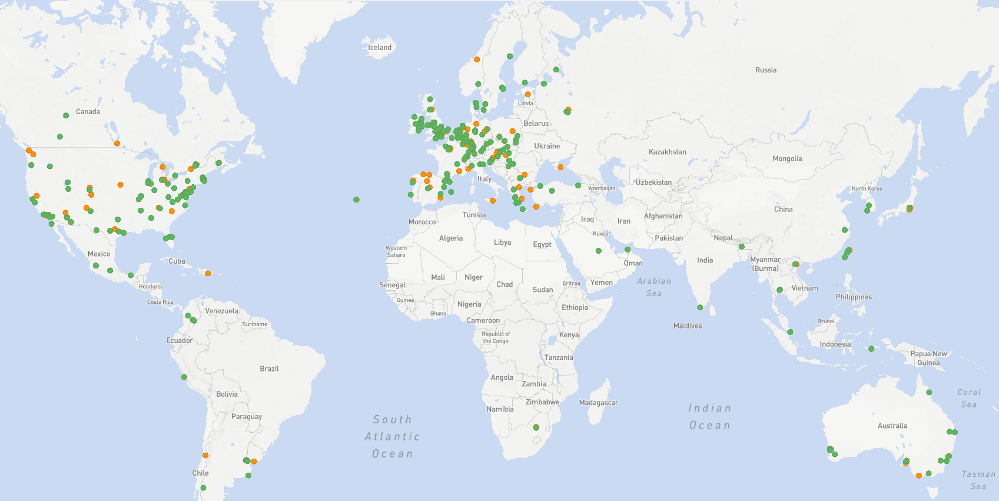 Iceland
Russia
Canada
Latvia
Belarus
Ukraine
Kazakhstan
Mongolia
Italy
Uzbekistan
Azerbaijan
North Korea
China
Tunisia
Morocco
Iraq
Iran
Afghanistan
Algeria
Libya
Egypt
Kuwait
Pakistan
Nepal
Western
Sahara
Mexico
Cuba
India
Myanmar
(Burma)
Oman
Mali
Niger
Chad
Sudan
Eritrea
Yemen
Arabian
Sea
Senegal
Honduras
Guinea
Costa Rica
Vietnam
Philippines
Nigeria
Ethiopia
Venezuela
Ghana
Cameroon
Suriname
Maldives
Brunei
Ecuador
Republic of
the Congo
Kenya
Indonesia
Tanzania
Papua New
Guinea
Brazil
Angola
Zambia
Bolivia
Zimbabwe
Madagascar
Namibia
Coral
Sea
Paraguay
South
Atlantic
Ocean
Indian
Ocean
Australia
Chile
Tasman
Sea